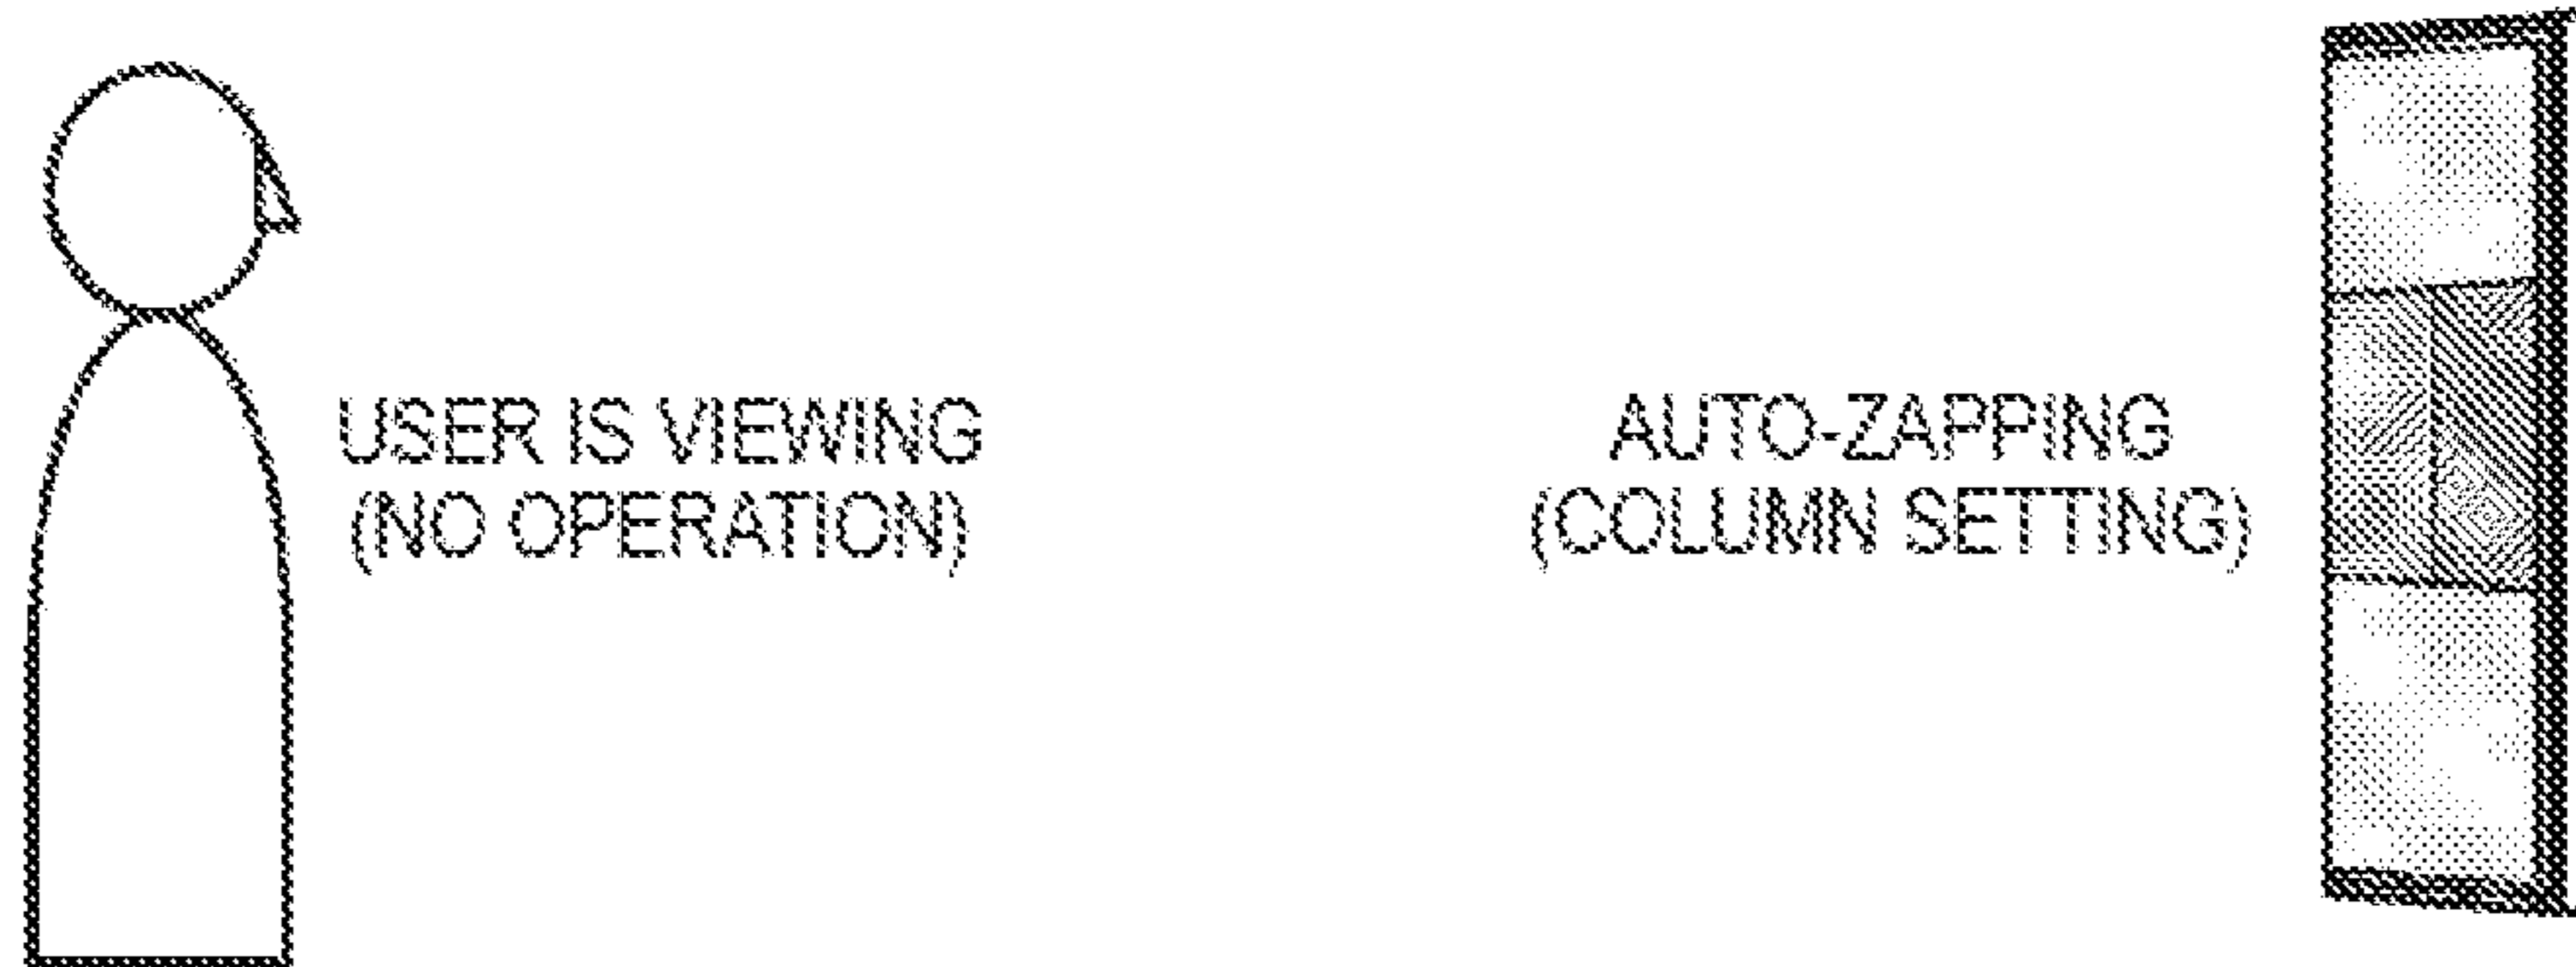 USER IS VIEWING
(NO OPERATION)
AUTO-ZAPPING
(COLUMN SETTING)